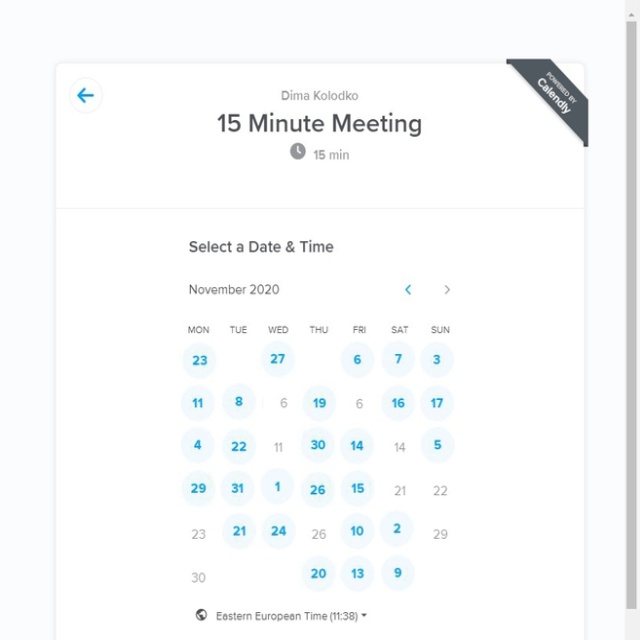 POWERED BY
Calendly
Dima Kolodko
15 Minute Meeting
15 min
Select a Date & Time
November 2020
MON TUE WED THU FRI SAT SUN
23 27 6 7 3
11 8 6 19 6 16 17
4 22 11 30 14 14 5
29 31 1 26 15 21 22
23 21 24 26 10 2 29
30 20 13 9
Eastern European Time (11:38)